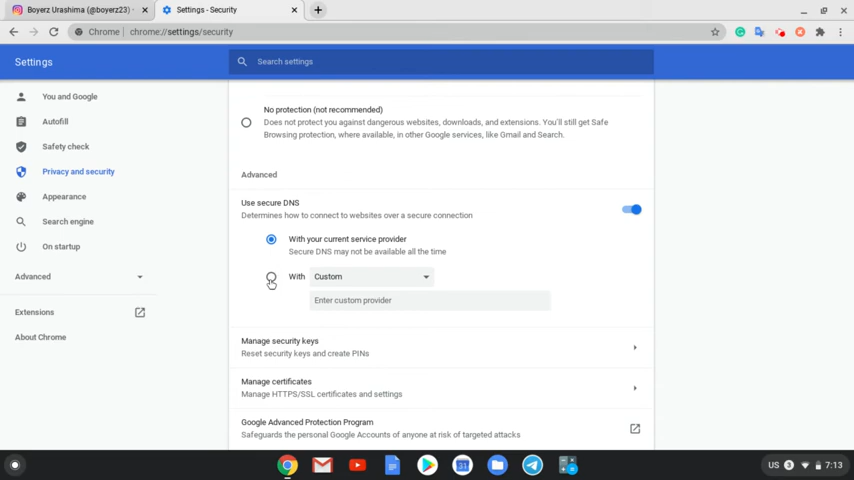 Boyerz Urashima (@boyerz23)
Settings - Security
Chrome
chrome://settings/security
Settings
Search settings
You and Google
Autofill
Safety check
Privacy and security
Appearance
Search engine
On startup
Advanced
Extensions
About Chrome
No protection (not recommended)
Does not protect you against dangerous websites, downloads, and extensions. You'll still get Safe
Browsing protection, where available, in other Google services, like Gmail and Search.
Advanced
Use secure DNS
Determines how to connect to websites over a secure connection
With your current service provider
Secure DNS may not be available all the time
With Custom
Enter custom provider
Manage security keys
Reset security keys and create PINs
Manage certificates
Manage HTTPS/SSL certificates and settings
Google Advanced Protection Program
Safeguards the personal Google Accounts of anyone at risk of targeted attacks
31
US 3 7:13